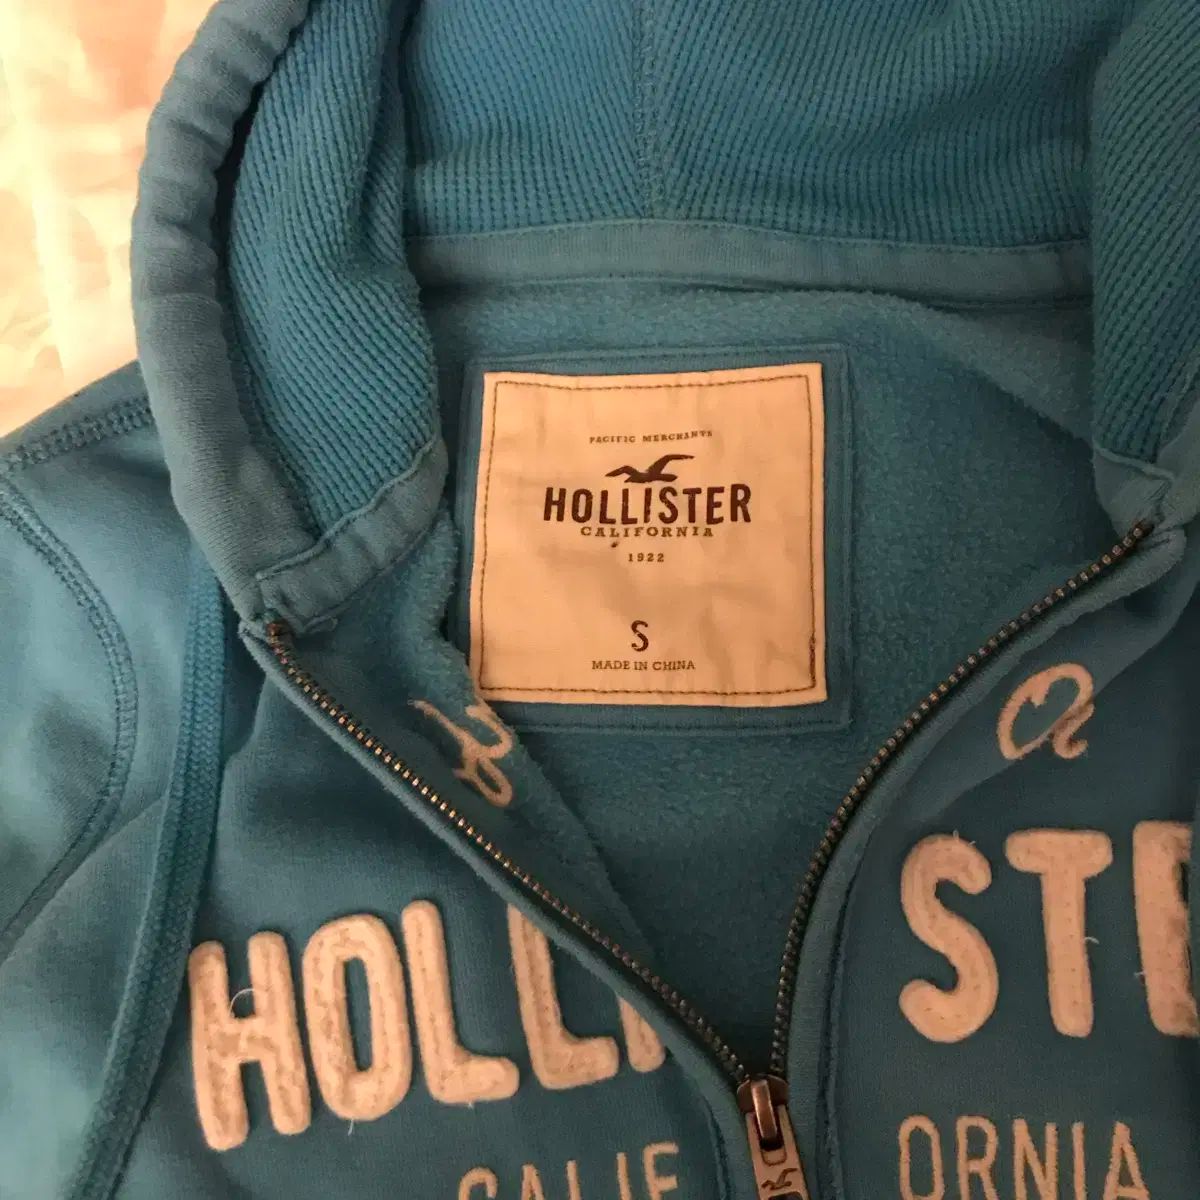 PACIFIC MERCHANTS
HOLLISTER
CALIFORNIA
1922
S
MADE IN CHINA
HOLLI STE
CALIF ORNIA